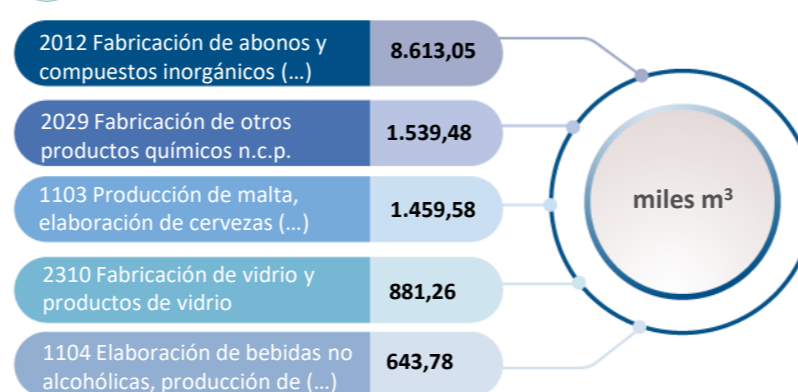 2012 Fabricación de abonos y
compuestos inorgánicos (...)
8.613,05
2029 Fabricación de otros
productos químicos n.c.p.
1.539,48
1103 Producción de malta,
elaboración de cervezas (...)
1.459,58
2310 Fabricación de vidrio y
productos de vidrio
881,26
1104 Elaboración de bebidas no
alcohólicas, producción de (...)
643,78
miles m³